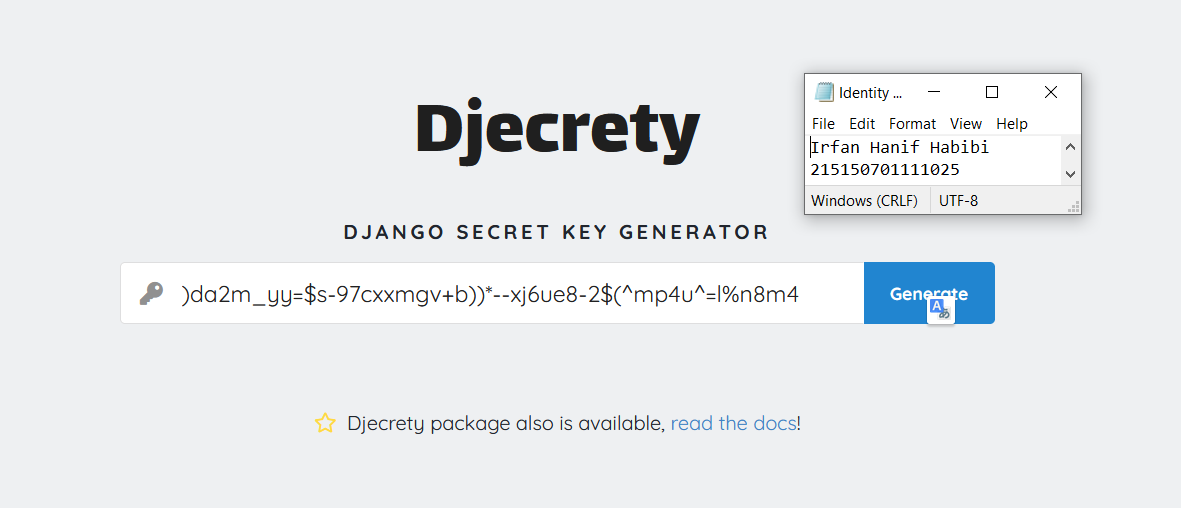 Djecrety
Identity ...
File Edit Format View Help
Irfan Hanif Habibi
215150701111025
Windows (CRLF) UTF-8
DJANGO SECRET KEY GENERATOR
)da2m_yy=$s-97cxxmgv+b))*--xj6ue8-2$(^mp4u^=l%n8m4
Generate
Djecrety package also is available, read the docs!